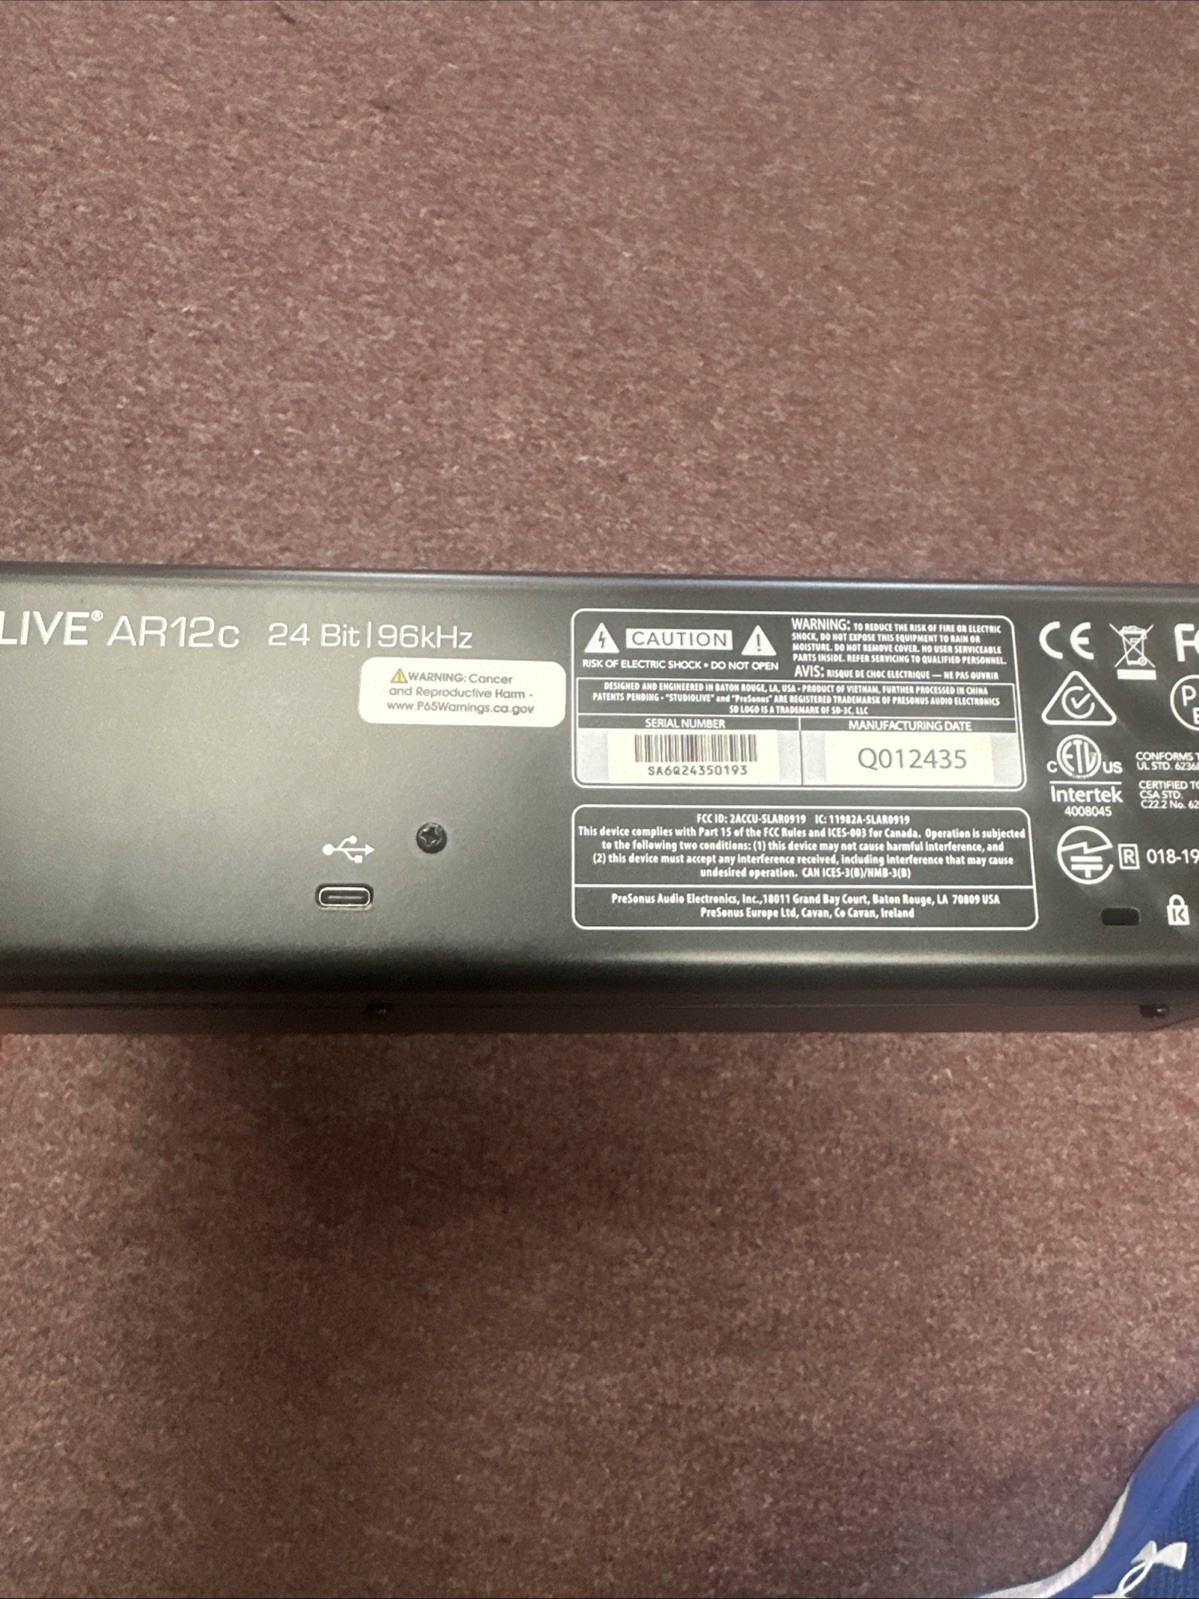 LIVE® AR12c 24 Bit|96kHz
WARNING: Cancer
and Reproductive Harm -
www.P65Warnings.ca.gov
CAUTION
RISK OF ELECTRIC SHOCK • DO NOT OPEN
WARNING: TO REDUCE THE RISK OF FIRE OR ELECTRIC
SHOCK, DO NOT EXPOSE THIS EQUIPMENT TO RAIN OR
MOISTURE. DO NOT REMOVE COVER. NO USER SERVICEABLE
PARTS INSIDE. REFER SERVICING TO QUALIFIED PERSONNEL.
AVIS: RISQUE DE CHOC ELECTRIQUE — NE PAS OUVRIR
DESIGNED AND ENGINEERED IN BATON ROUGE, LA, USA • PRODUCT OF VIETNAM, FURTHER PROCESSED IN CHINA
PATENTS PENDING • "STUDIOLIVE" and "PreSonus" ARE REGISTERED TRADEMARSK OF PRESONUS AUDIO ELECTRONICS
SD LOGO IS A TRADEMARK OF SD-3C, LLC
SERIAL NUMBER
SA6Q24350193
MANUFACTURING DATE
Q012435
FCC ID: 2ACCU-SLAR0919 IC: 11982A-SLAR0919
This device complies with Part 15 of the FCC Rules and ICES-003 for Canada. Operation is subjected
to the following two conditions: (1) this device may not cause harmful interference, and
(2) this device must accept any interference received, including interference that may cause
undesired operation. CAN ICES-3(B)/NMB-3(B)
PreSonus Audio Electronics, Inc.,18011 Grand Bay Court, Baton Rouge, LA 70809 USA
PreSonus Europe Ltd, Cavan, Co Cavan, Ireland
CE
F
P
E
C ETL US
Intertek
4008045
CONFORMS T
UL STD. 6236
CERTIFIED TO
CSA STD.
C22.2 No. 62
R 018-19
K